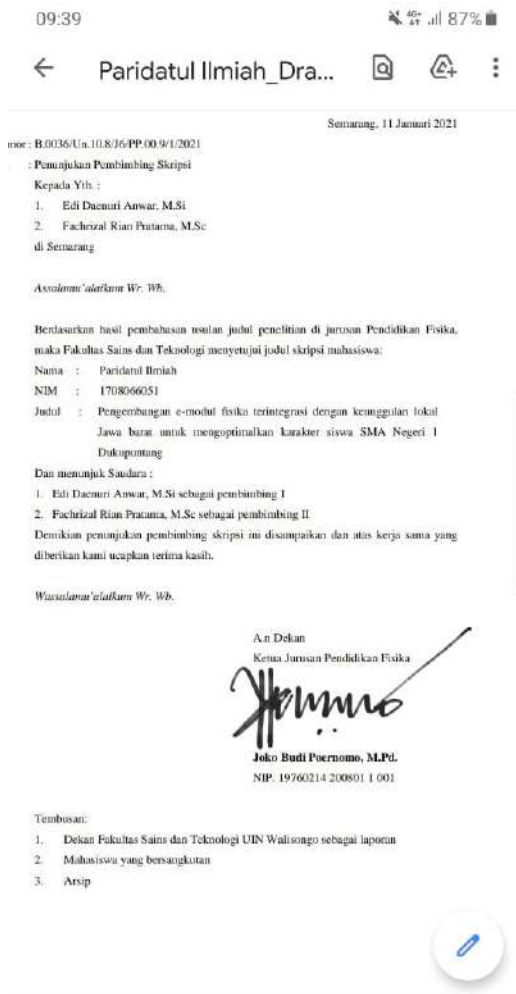 09:39
4G+ 87%
Paridatul Ilmiah_Dra...
Semarang, 11 Januari 2021
mor : B.0036/Un.10.8/J6/PP.00.9/1/2021
: Penunjukan Pembimbing Skripsi
Kepada Yth. :
1. Edi Daenuri Anwar, M.Si
2. Fachrizal Rian Pratama, M.Sc
di Semarang
Assalamu'alaikum Wr. Wb.
Berdasarkan hasil pembahasan usulan judul penelitian di jurusan Pendidikan Fisika,
maka Fakultas Sains dan Teknologi menyetujui judul skripsi mahasiswa:
Nama : Paridatul Ilmiah
NIM : 1708066051
Judul : Pengembangan e-modul fisika terintegrasi dengan keunggulan lokal
Jawa barat untuk mengoptimalkan karakter siswa SMA Negeri 1
Dukupuntang
Dan menunjuk Saudara :
1. Edi Daenuri Anwar, M.Si sebagai pembimbing I
2. Fachrizal Rian Pratama, M.Sc sebagai pembimbing II
Demikian penunjukan pembimbing skripsi ini disampaikan dan atas kerja sama yang
diberikan kami ucapkan terima kasih.
Wassalamu'alaikum Wr. Wb.
A.n Dekan
Ketua Jurusan Pendidikan Fisika
Joko Budi Poernomo, M.Pd.
NIP. 19760214 200801 1 001
Tembusan:
1. Dekan Fakultas Sains dan Teknologi UIN Walisongo sebagai laporan
2. Mahasiswa yang bersangkutan
3. Arsip